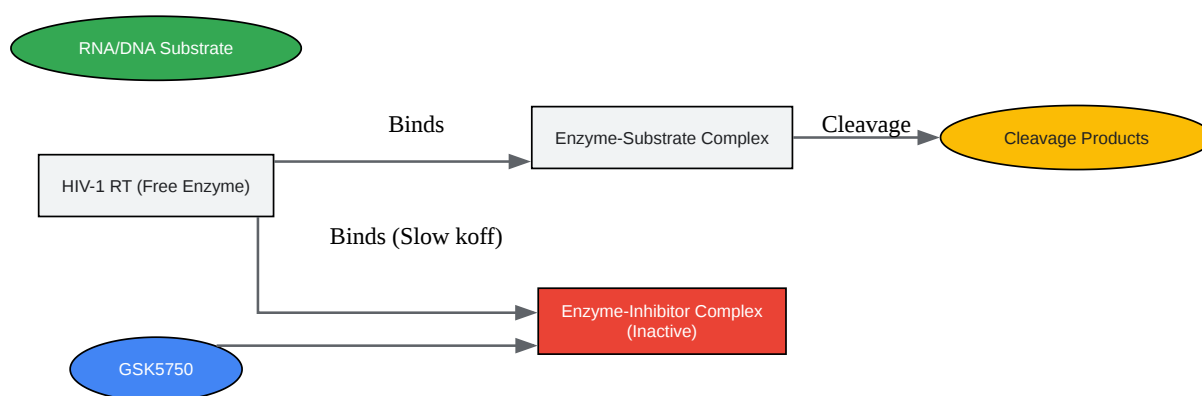 RNA/DNA Substrate
Binds
Enzyme-Substrate Complex
Cleavage
Cleavage Products
HIV-1 RT (Free Enzyme)
Binds (Slow koff)
Enzyme-Inhibitor Complex
(Inactive)
GSK5750